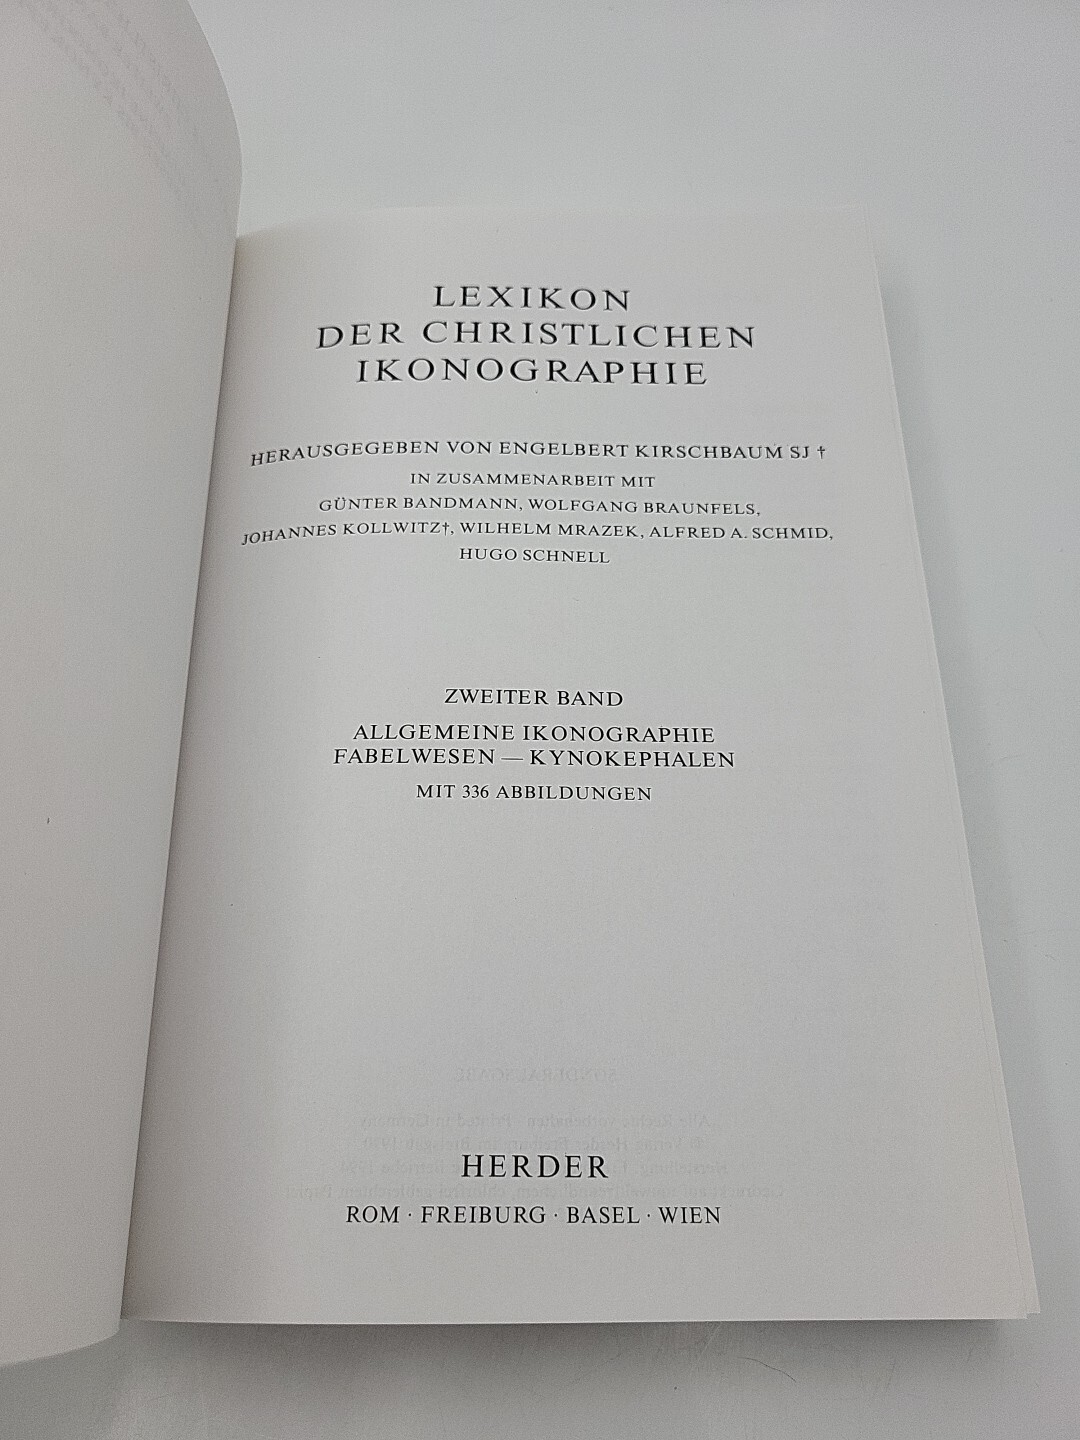 LEXIKON
DER CHRISTLICHEN
IKONOGRAPHIE
HERAUSGEGEBEN VON ENGELBERT KIRSCHBAUM SJ †
IN ZUSAMMENARBEIT MIT
GÜNTER BANDMANN, WOLFGANG BRAUNFELS,
JOHANNES KOLLWITZ†, WILHELM MRAZEK, ALFRED A. SCHMID,
HUGO SCHNELL
ZWEITER BAND
ALLGEMEINE IKONOGRAPHIE
FABELWESEN — KYNOKEPHALEN
MIT 336 ABBILDUNGEN
HERDER
ROM · FREIBURG · BASEL · WIEN